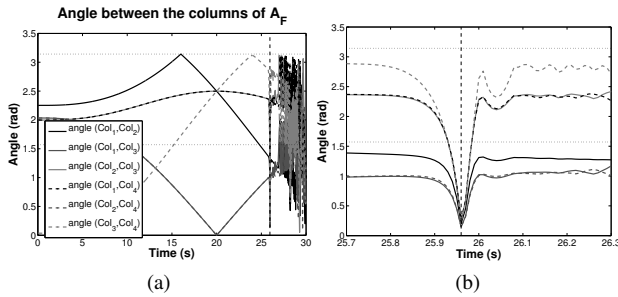 Angle between the columns of A_F
Angle (rad)
3.5
3
2.5
2
1.5
1
0.5
0
angle (Col1,Col2)
angle (Col1,Col3)
angle (Col2,Col3)
angle (Col1,Col4)
angle (Col2,Col4)
angle (Col3,Col4)
0 5 10 15 20 25 30
Time (s)
(a)
Angle (rad)
3.5
3
2.5
2
1.5
1
0.5
0
25.7 25.8 25.9 26 26.1 26.2 26.3
Time (s)
(b)